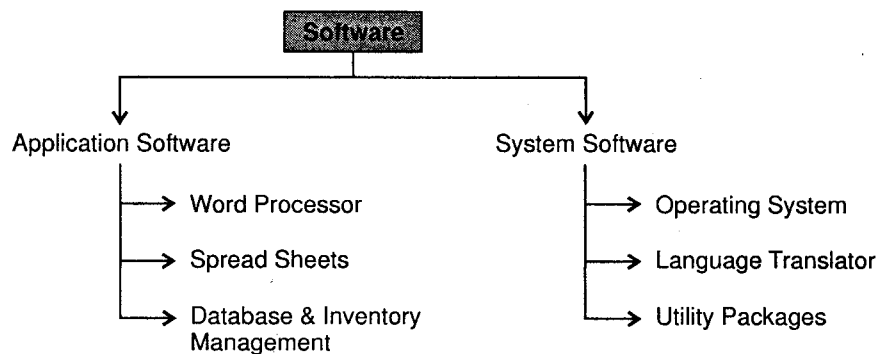 Software
Application Software
Word Processor
Spread Sheets
Database & Inventory
Management
System Software
Operating System
Language Translator
Utility Packages